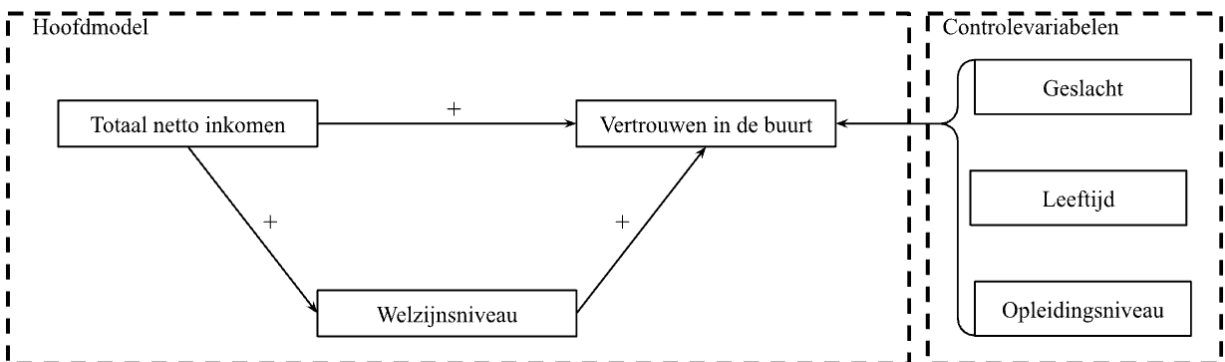 Hoofdmodel
Controlevariabelen
Geslacht
Totaal netto inkomen
+
Vertrouwen in de buurt
Leeftijd
+
+
Welzijnsniveau
Opleidingsniveau